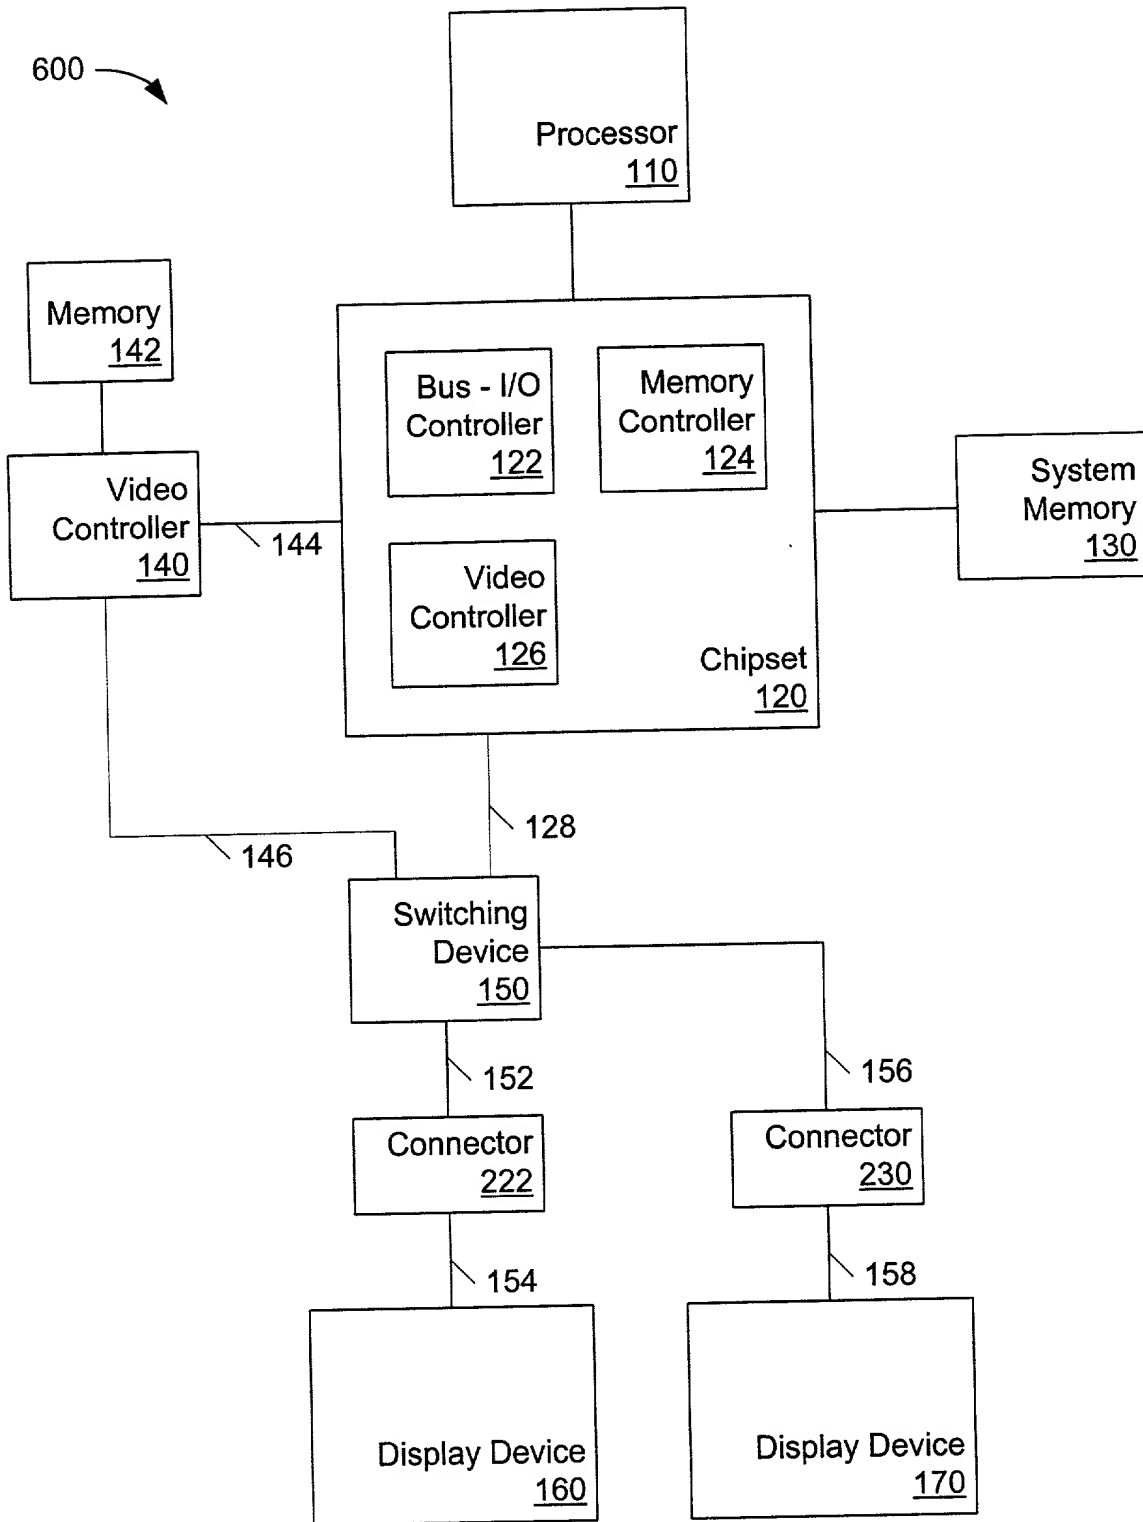 600
Processor
110
Memory
142
Bus - I/O
Controller
122
Memory
Controller
124
Video
Controller
140
144
System
Memory
130
Video
Controller
126
Chipset
120
128
146
Switching
Device
150
152
156
Connector
222
Connector
230
154
158
Display Device
160
Display Device
170